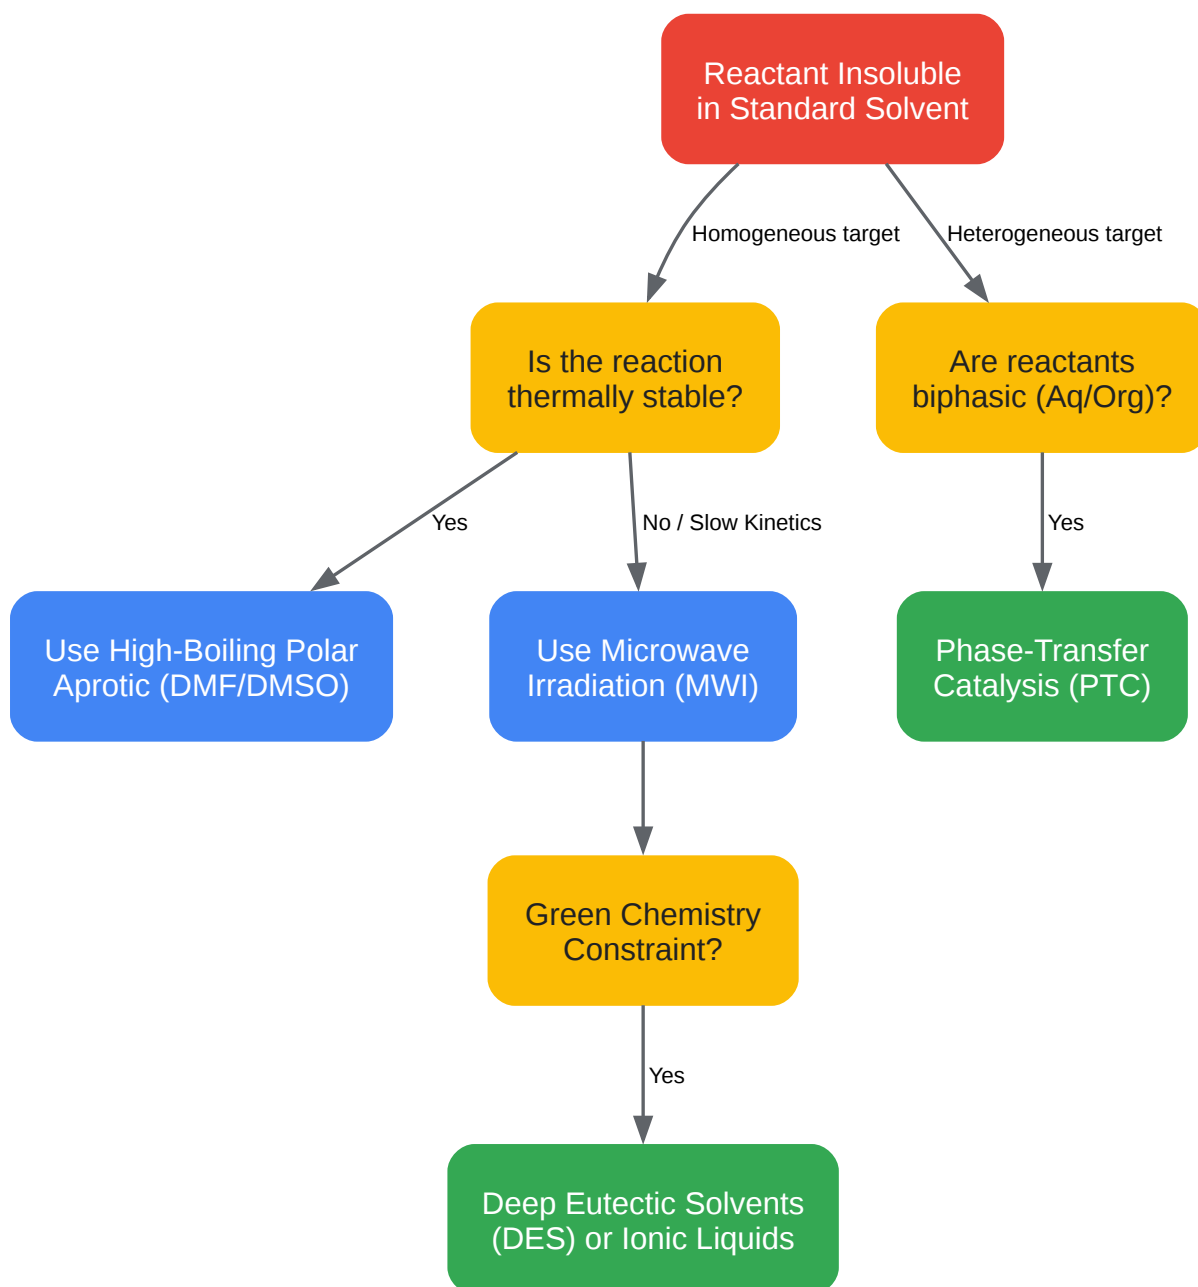 Reactant Insoluble
in Standard Solvent
Homogeneous target
Heterogeneous target
Is the reaction
thermally stable?
Are reactants
biphasic (Aq/Org)?
Yes
No / Slow Kinetics
Yes
Use High-Boiling Polar
Aprotic (DMF/DMSO)
Use Microwave
Irradiation (MWI)
Phase-Transfer
Catalysis (PTC)
Green Chemistry
Constraint?
Yes
Deep Eutectic Solvents
(DES) or Ionic Liquids